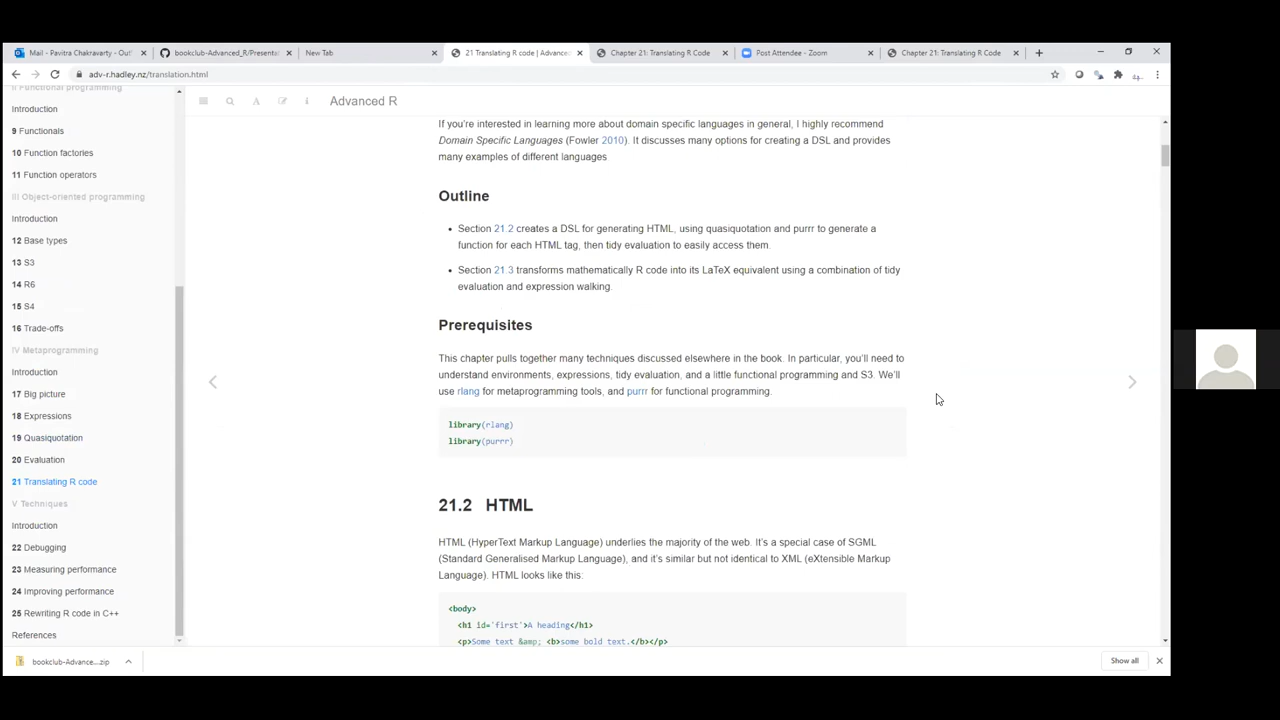 Mail - Pavitra Chakravarty - Out!
bookclub-Advanced_R/Presentat
New Tab
21 Translating R code | Advanced
Chapter 21: Translating R Code
Post Attendee - Zoom
Chapter 21: Translating R Code
adv-r.hadley.nz/translation.html
II Functional programming
Introduction
9 Functionals
10 Function factories
11 Function operators
III Object-oriented programming
Introduction
12 Base types
13 S3
14 R6
15 S4
16 Trade-offs
IV Metaprogramming
Introduction
17 Big picture
18 Expressions
19 Quasiquotation
20 Evaluation
21 Translating R code
V Techniques
Introduction
22 Debugging
23 Measuring performance
24 Improving performance
25 Rewriting R code in C++
References
Advanced R
If you're interested in learning more about domain specific languages in general, I highly recommend
Domain Specific Languages (Fowler 2010). It discusses many options for creating a DSL and provides
many examples of different languages
Outline
• Section 21.2 creates a DSL for generating HTML, using quasiquotation and purrr to generate a
function for each HTML tag, then tidy evaluation to easily access them.
• Section 21.3 transforms mathematically R code into its LaTeX equivalent using a combination of tidy
evaluation and expression walking.
Prerequisites
This chapter pulls together many techniques discussed elsewhere in the book. In particular, you'll need to
understand environments, expressions, tidy evaluation, and a little functional programming and S3. We'll
use rlang for metaprogramming tools, and purrr for functional programming.
library(rlang)
library(purrr)
21.2 HTML
HTML (HyperText Markup Language) underlies the majority of the web. It's a special case of SGML
(Standard Generalised Markup Language), and it's similar but not identical to XML (eXtensible Markup
Language). HTML looks like this:
<body>
<h1 id='first'>A heading</h1>
<p>Some text &amp; <b>some bold text.</b></p>
bookclub-Advance....zip
Show all